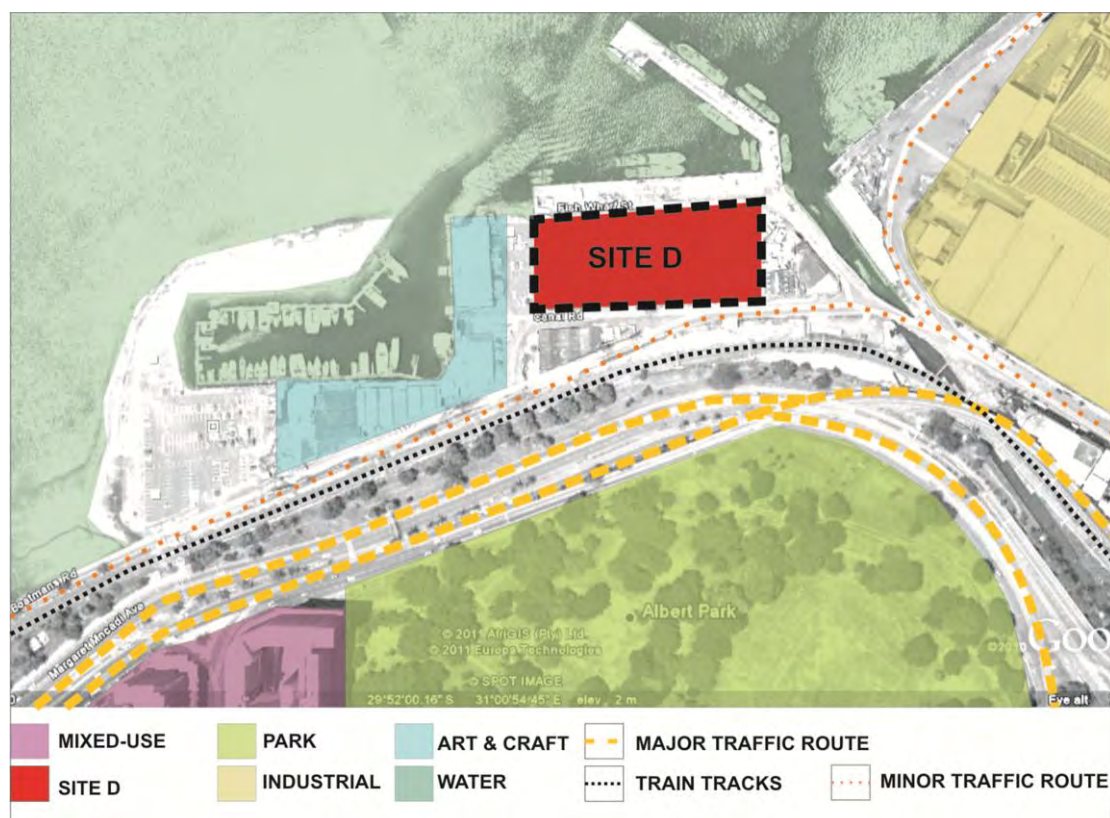 Fish Wharf St
SITE D
Canal Rd
Boatmans Rd
Margaret Mncadi Ave
Albert Park
© 2011 AfriGIS (Pty) Ltd.
© 2011 Europa Technologies
© SPOT IMAGE
©2010 Goo
29°52'00.16" S 31°00'54.45" E elev 2 m
Eye alt
MIXED-USE
PARK
ART & CRAFT
MAJOR TRAFFIC ROUTE
SITE D
INDUSTRIAL
WATER
TRAIN TRACKS
MINOR TRAFFIC ROUTE